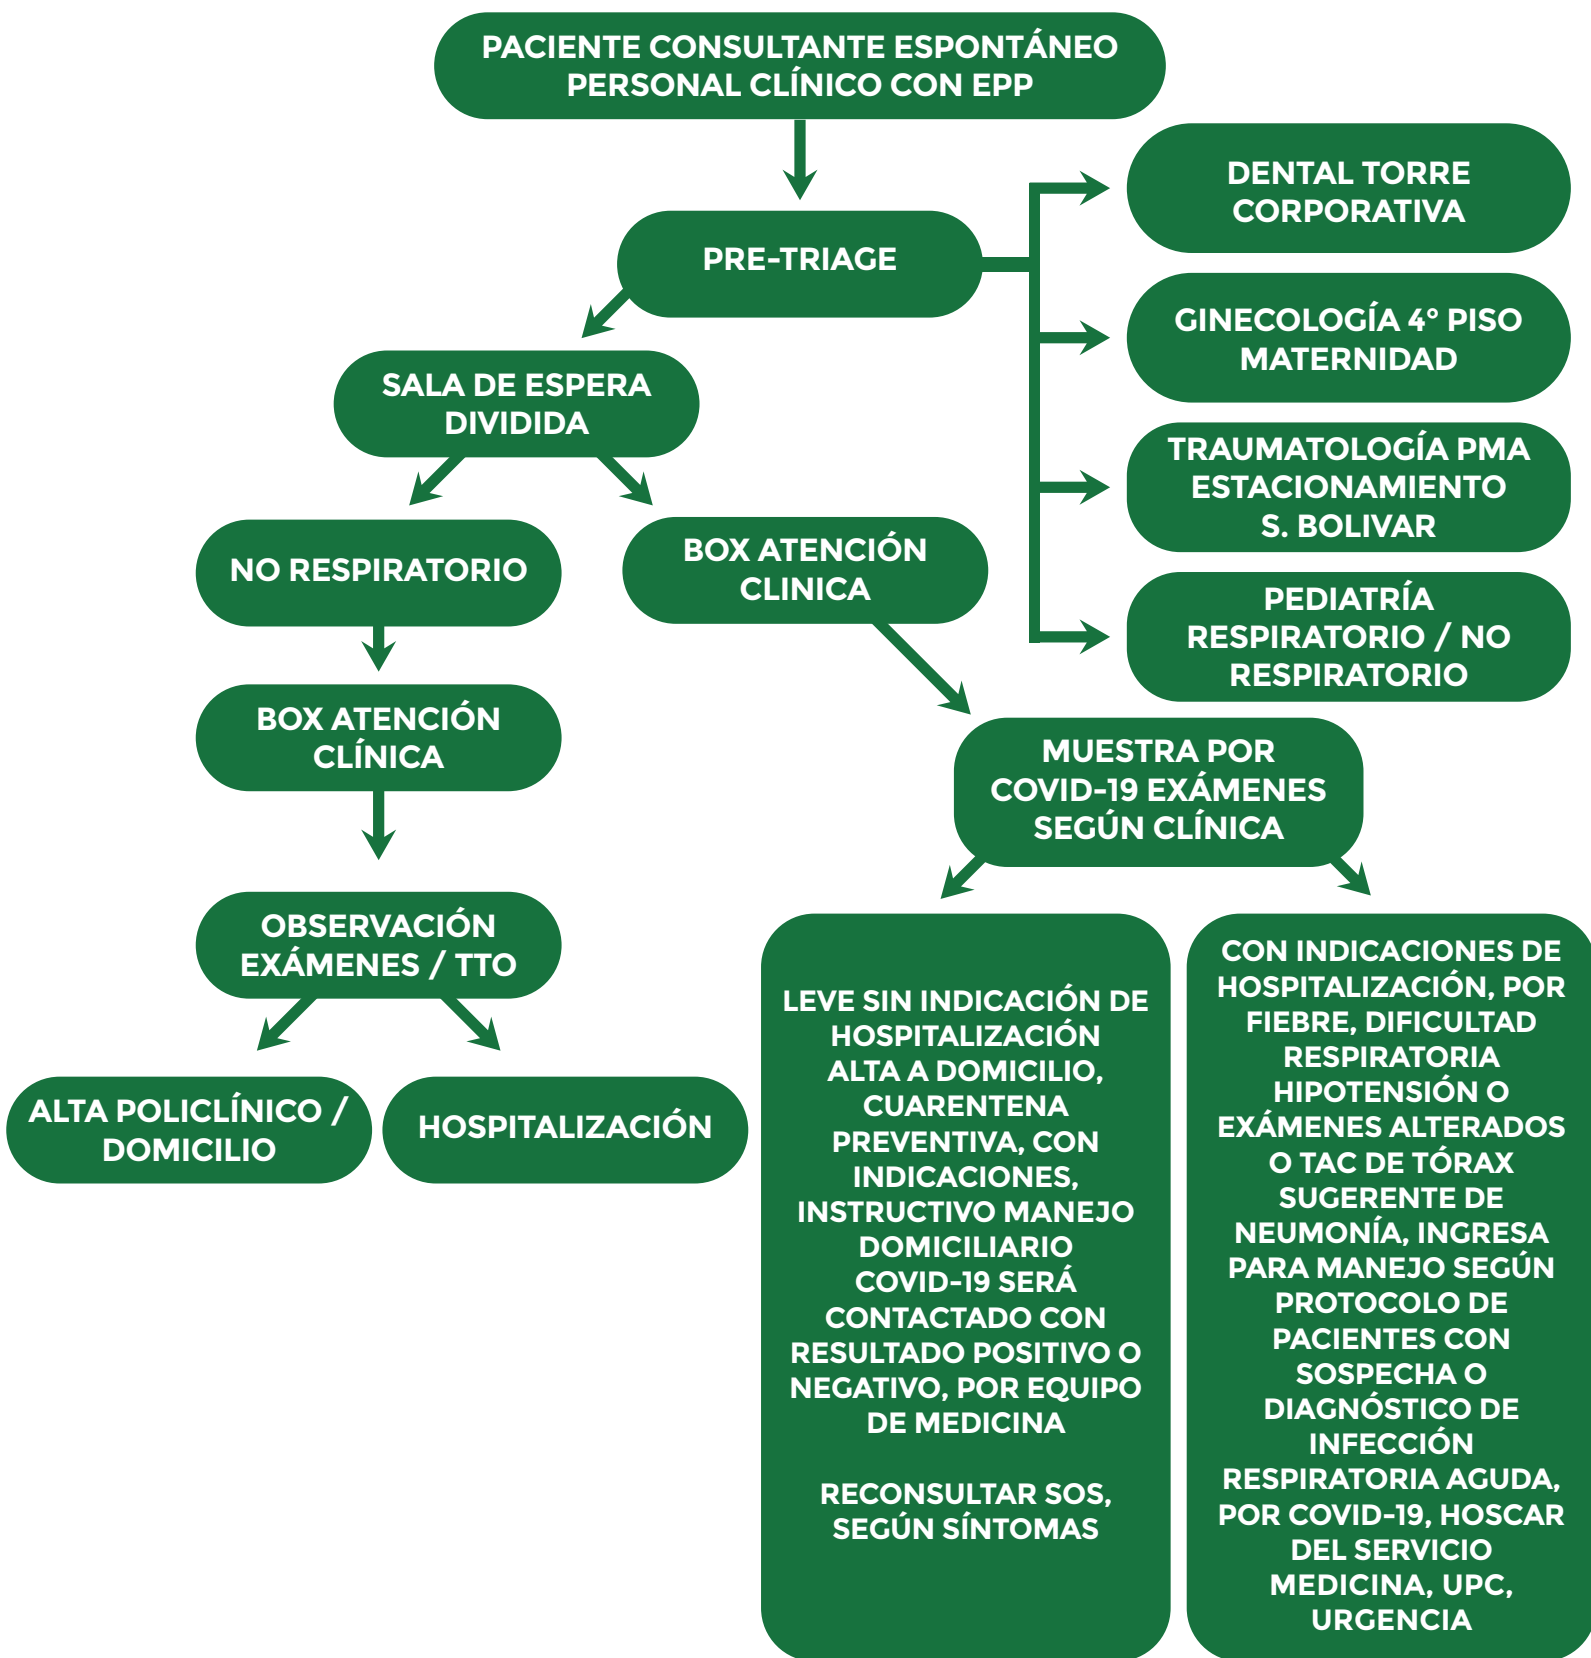 PACIENTE CONSULTANTE ESPONTÁNEO
PERSONAL CLÍNICO CON EPP
PRE-TRIAGE
DENTAL TORRE
CORPORATIVA
GINECOLOGÍA 4º PISO
MATERNIDAD
TRAUMATOLOGÍA PMA
ESTACIONAMIENTO
S. BOLIVAR
PEDIATRÍA
RESPIRATORIO / NO
RESPIRATORIO
SALA DE ESPERA
DIVIDIDA
NO RESPIRATORIO
BOX ATENCIÓN
CLÍNICA
OBSERVACIÓN
EXÁMENES / TTO
ALTA POLICLÍNICO /
DOMICILIO
HOSPITALIZACIÓN
BOX ATENCIÓN
CLINICA
MUESTRA POR
COVID-19 EXÁMENES
SEGÚN CLÍNICA
LEVE SIN INDICACIÓN DE
HOSPITALIZACIÓN
ALTA A DOMICILIO,
CUARENTENA
PREVENTIVA, CON
INDICACIONES,
INSTRUCTIVO MANEJO
DOMICILIARIO
COVID-19 SERÁ
CONTACTADO CON
RESULTADO POSITIVO O
NEGATIVO, POR EQUIPO
DE MEDICINA
RECONSULTAR SOS,
SEGÚN SÍNTOMAS
CON INDICACIONES DE
HOSPITALIZACIÓN, POR
FIEBRE, DIFICULTAD
RESPIRATORIA
HIPOTENSIÓN O
EXÁMENES ALTERADOS
O TAC DE TÓRAX
SUGERENTE DE
NEUMONÍA, INGRESA
PARA MANEJO SEGÚN
PROTOCOLO DE
PACIENTES CON
SOSPECHA O
DIAGNÓSTICO DE
INFECCIÓN
RESPIRATORIA AGUDA,
POR COVID-19, HOSCAR
DEL SERVICIO
MEDICINA, UPC,
URGENCIA